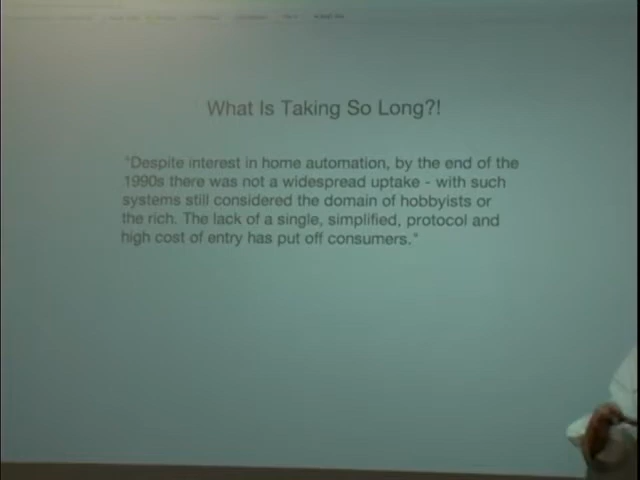 What Is Taking So Long?!
"Despite interest in home automation, by the end of the
1990s there was not a widespread uptake - with such
systems still considered the domain of hobbyists or
the rich. The lack of a single, simplified, protocol and
high cost of entry has put off consumers."